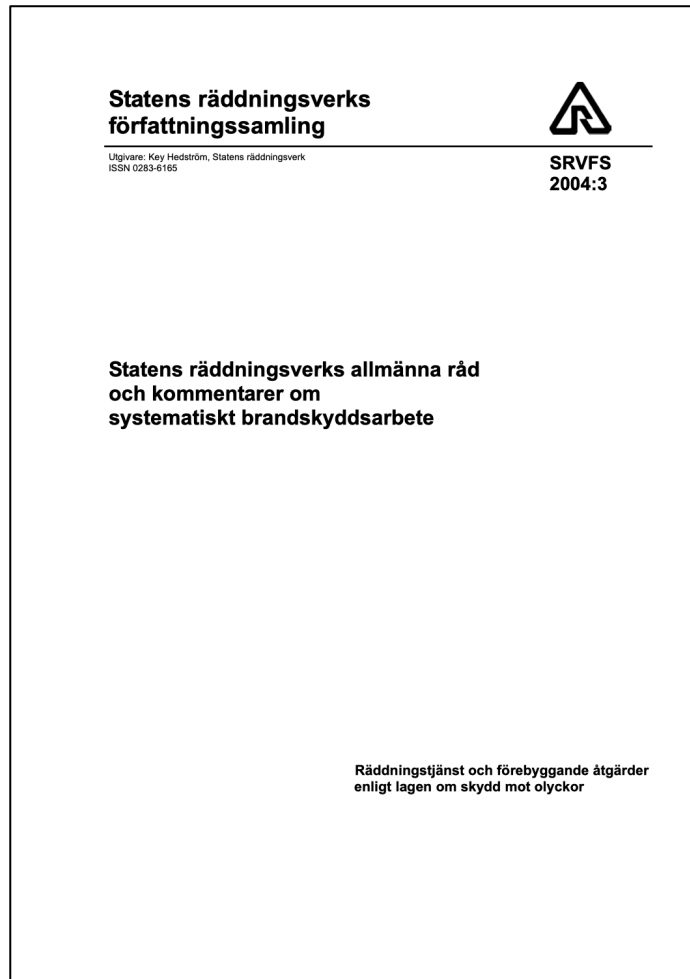 Statens räddningsverks
författningssamling
Utgivare: Key Hedström, Statens räddningsverk
ISSN 0283-6165
SRVFS
2004:3
Statens räddningsverks allmänna råd
och kommentarer om
systematiskt brandskyddsarbete
Räddningstjänst och förebyggande åtgärder
enligt lagen om skydd mot olyckor